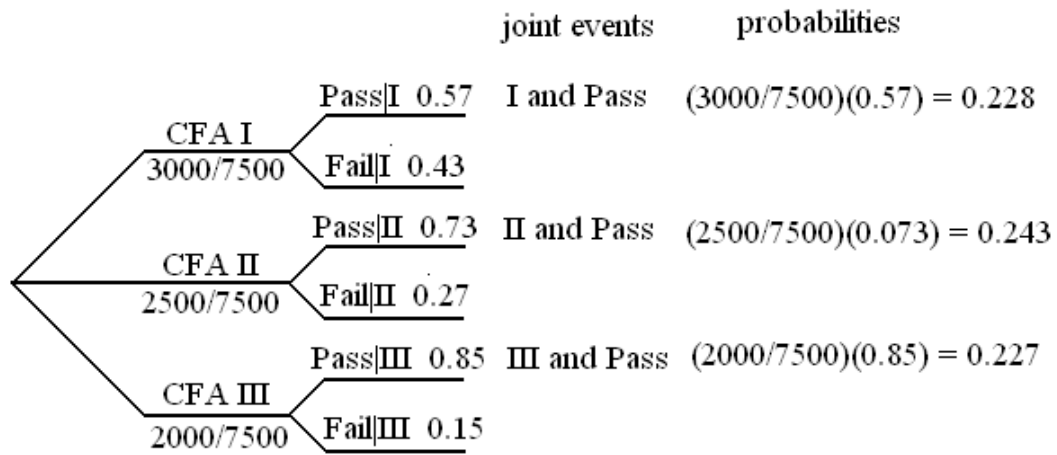 joint events probabilities
Pass|I 0.57 I and Pass (3000/7500)(0.57) = 0.228
CFA I
3000/7500
Fail|I 0.43
Pass|II 0.73 II and Pass (2500/7500)(0.073) = 0.243
CFA II
2500/7500
Fail|II 0.27
Pass|III 0.85 III and Pass (2000/7500)(0.85) = 0.227
CFA III
2000/7500
Fail|III 0.15